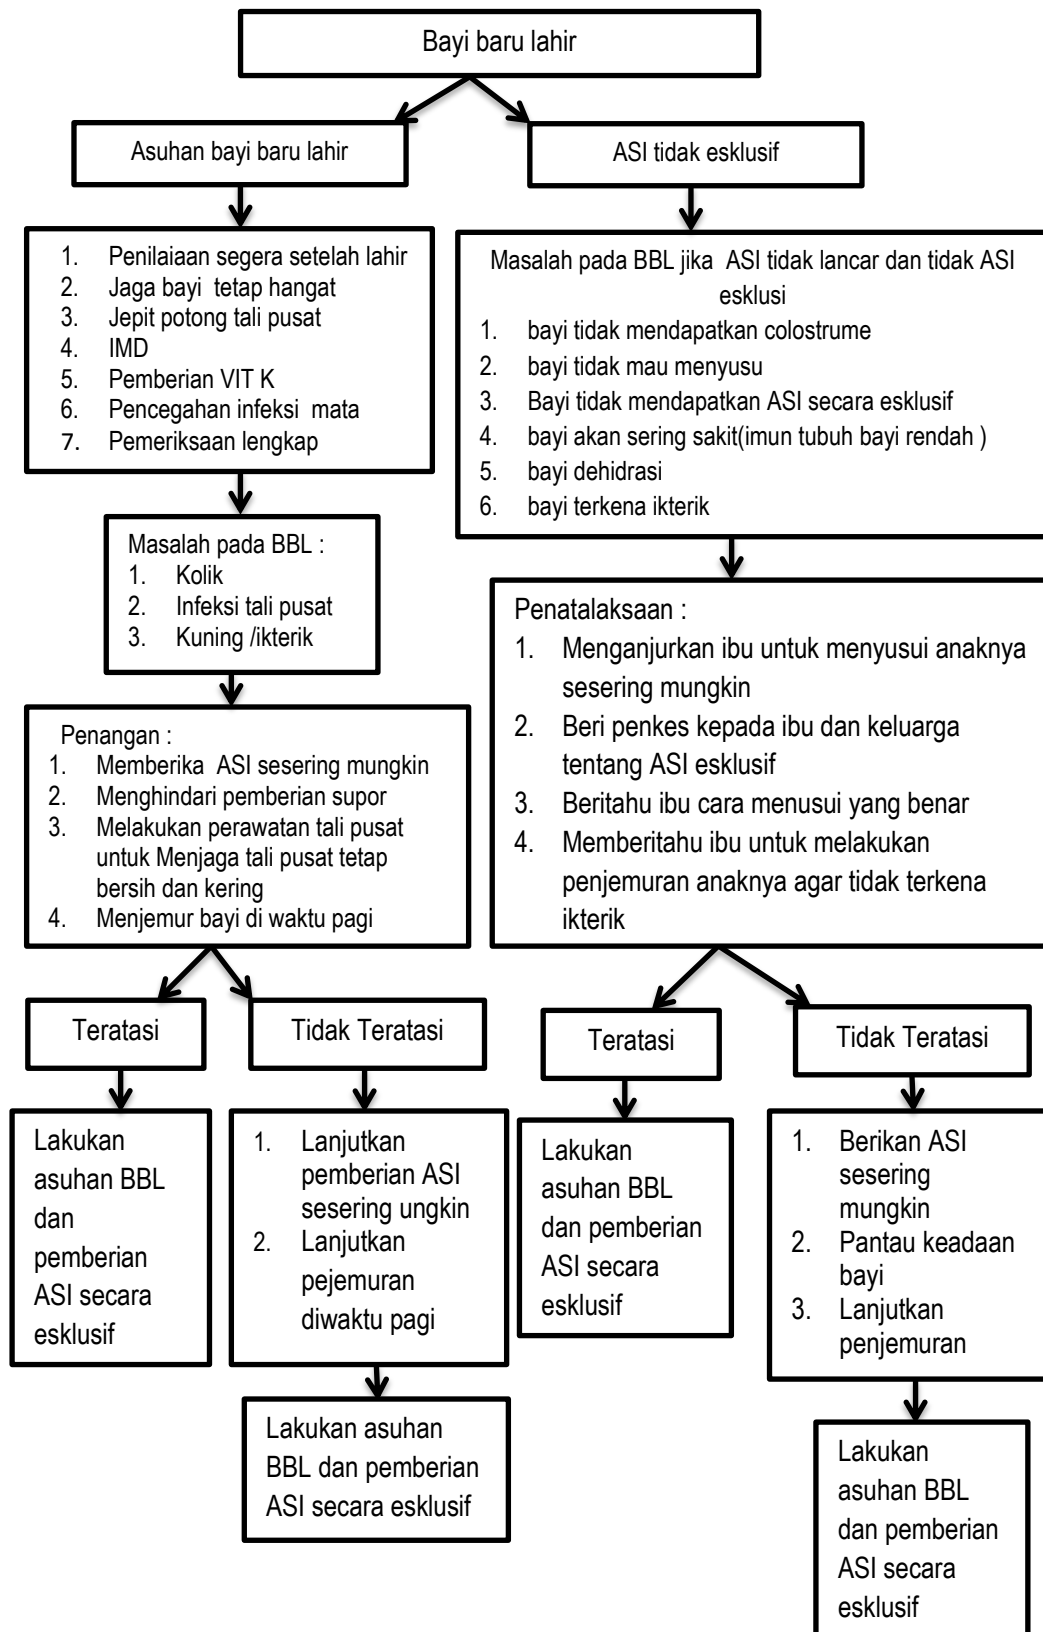 Bayi baru lahir
Asuhan bayi baru lahir
ASI tidak esklusif
1. Penilaiaan segera setelah lahir
2. Jaga bayi tetap hangat
3. Jepit potong tali pusat
4. IMD
5. Pemberian VIT K
6. Pencegahan infeksi mata
7. Pemeriksaan lengkap
Masalah pada BBL jika ASI tidak lancar dan tidak ASI
esklusi
1. bayi tidak mendapatkan colostrume
2. bayi tidak mau menyusu
3. Bayi tidak mendapatkan ASI secara esklusif
4. bayi akan sering sakit(imun tubuh bayi rendah )
5. bayi dehidrasi
6. bayi terkena ikterik
Masalah pada BBL :
1. Kolik
2. Infeksi tali pusat
3. Kuning /ikterik
Penatalaksaan :
1. Menganjurkan ibu untuk menyusui anaknya
sesering mungkin
2. Beri penkes kepada ibu dan keluarga
tentang ASI esklusif
3. Beritahu ibu cara menusui yang benar
4. Memberitahu ibu untuk melakukan
penjemuran anaknya agar tidak terkena
ikterik
Penangan :
1. Memberika ASI sesering mungkin
2. Menghindari pemberian supor
3. Melakukan perawatan tali pusat
untuk Menjaga tali pusat tetap
bersih dan kering
4. Menjemur bayi di waktu pagi
Teratasi
Tidak Teratasi
Teratasi
Tidak Teratasi
Lakukan
asuhan BBL
dan
pemberian
ASI secara
esklusif
1. Lanjutkan
pemberian ASI
sesering ungkin
2. Lanjutkan
pejemuran
diwaktu pagi
Lakukan
asuhan BBL
dan pemberian
ASI secara
esklusif
1. Berikan ASI
sesering
mungkin
2. Pantau keadaan
bayi
3. Lanjutkan
penjemuran
Lakukan asuhan
BBL dan pemberian
ASI secara esklusif
Lakukan
asuhan BBL
dan pemberian
ASI secara
esklusif